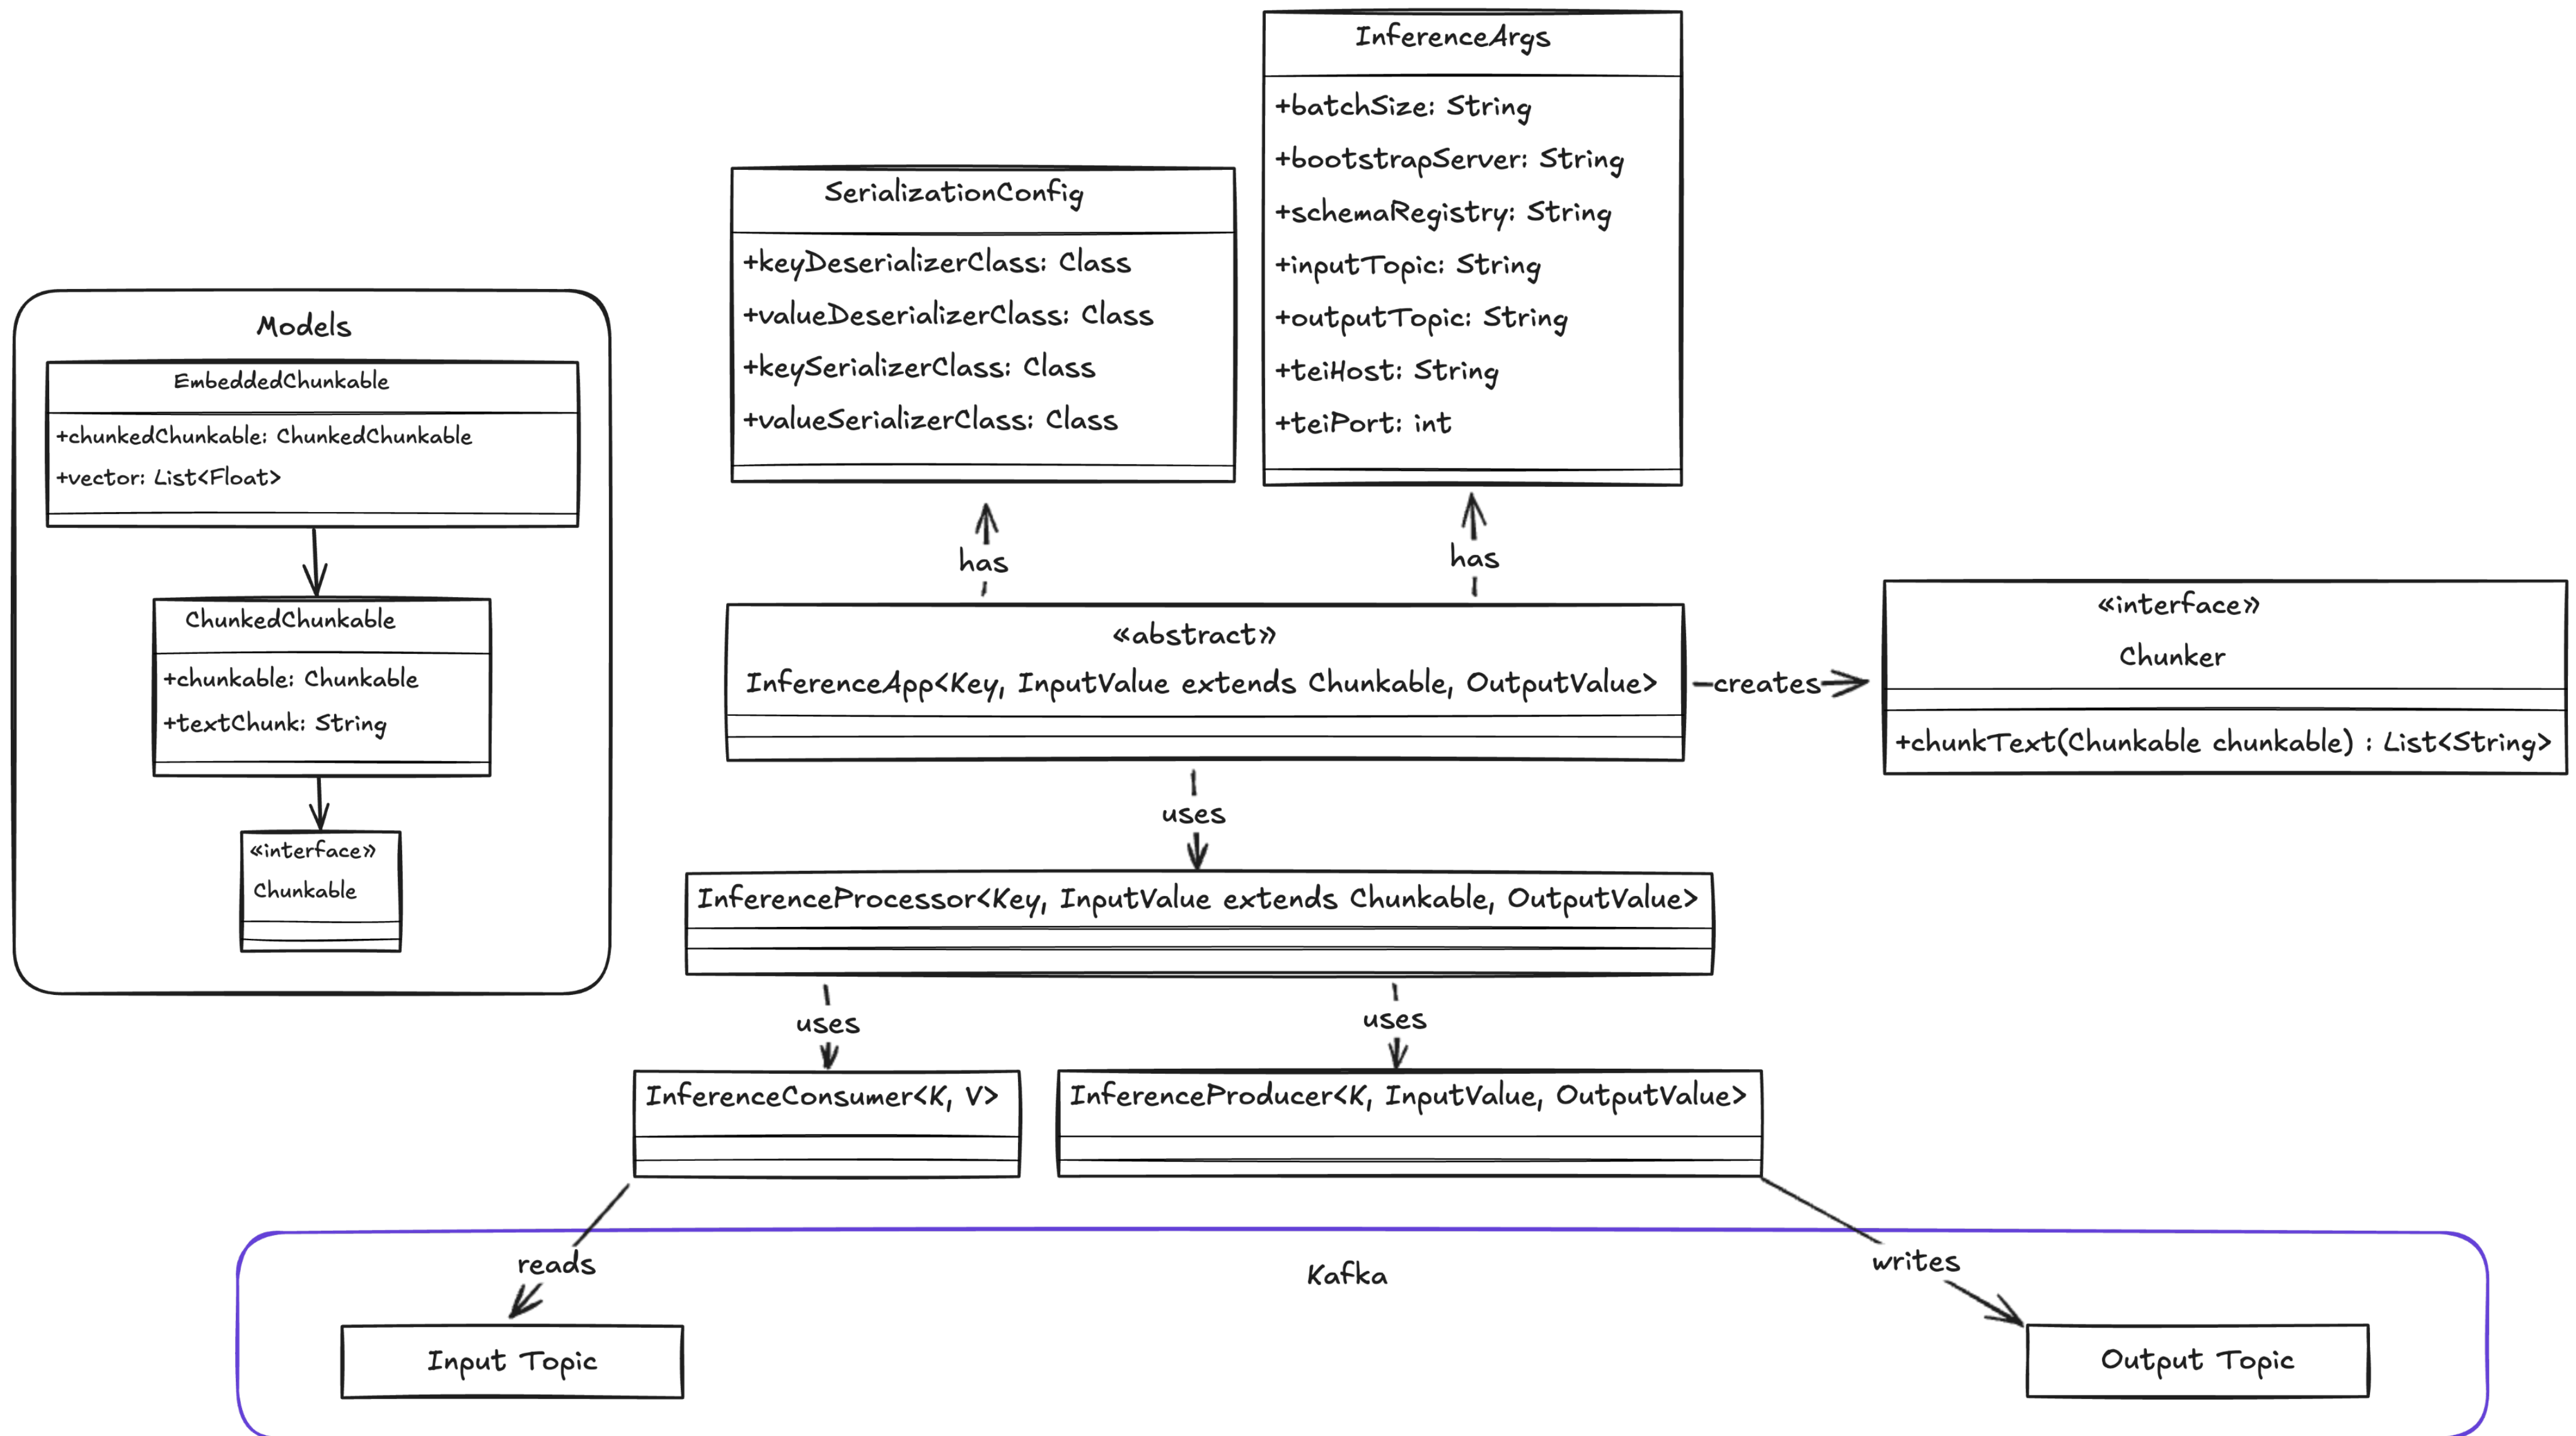 InferenceArgs
+batchSize: String
+bootstrapServer: String
+schemaRegistry: String
+inputTopic: String
+outputTopic: String
+teiHost: String
+teiPort: int
SerializationConfig
+keyDeserializerClass: Class
+valueDeserializerClass: Class
+keySerializerClass: Class
+valueSerializerClass: Class
Models
EmbeddedChunkable
+chunkedChunkable: ChunkedChunkable
+vector: List<Float>
ChunkedChunkable
+chunkable: Chunkable
+textChunk: String
«interface»
Chunkable
has
has
«abstract»
InferenceApp<Key, InputValue extends Chunkable, OutputValue>
creates
«interface»
Chunker
+chunkText(Chunkable chunkable) : List<String>
uses
InferenceProcessor<Key, InputValue extends Chunkable, OutputValue>
uses
uses
InferenceConsumer<K, V>
InferenceProducer<K, InputValue, OutputValue>
reads
Kafka
writes
Input Topic
Output Topic